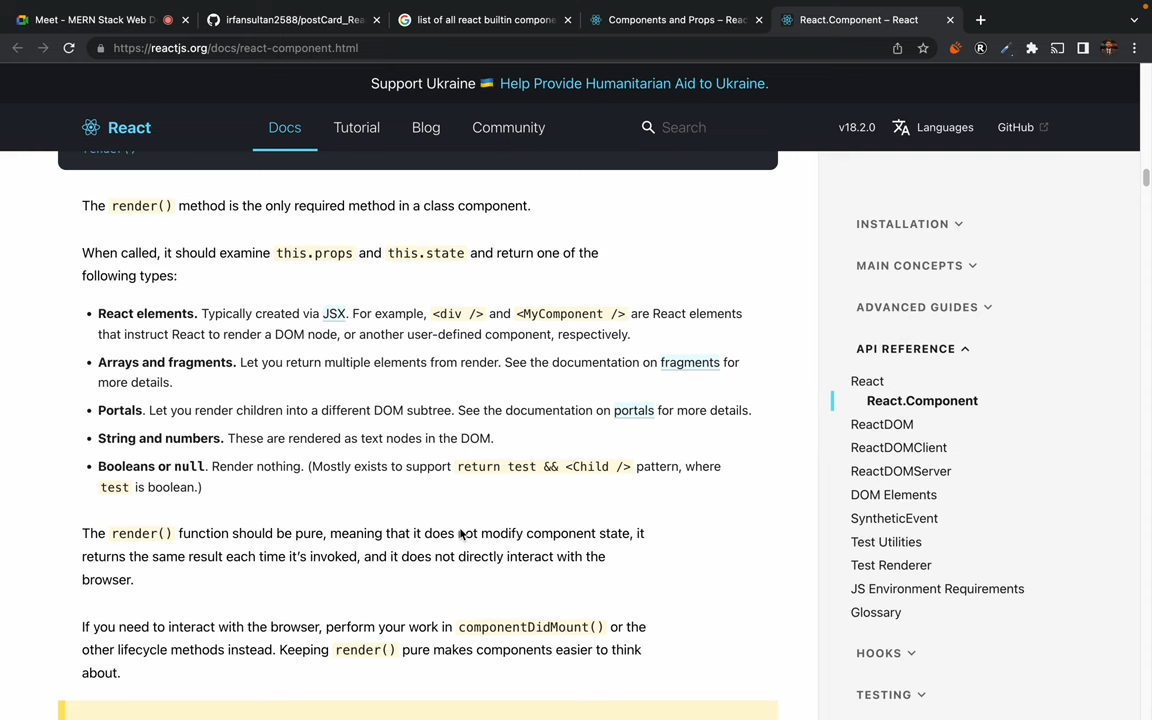 Meet - MERN Stack Web D
irfansultan2588/postCard_Rea
list of all react builtin compone
Components and Props – Reac
React.Component – React
https://reactjs.org/docs/react-component.html
Support Ukraine 🇺🇦 Help Provide Humanitarian Aid to Ukraine.
React
Docs
Tutorial
Blog
Community
Search
v18.2.0
Languages
GitHub
render()
The render() method is the only required method in a class component.
When called, it should examine this.props and this.state and return one of the
following types:
• React elements. Typically created via JSX. For example, <div /> and <MyComponent /> are React elements
that instruct React to render a DOM node, or another user-defined component, respectively.
• Arrays and fragments. Let you return multiple elements from render. See the documentation on fragments for
more details.
• Portals. Let you render children into a different DOM subtree. See the documentation on portals for more details.
• String and numbers. These are rendered as text nodes in the DOM.
• Booleans or null. Render nothing. (Mostly exists to support return test && <Child /> pattern, where
test is boolean.)
The render() function should be pure, meaning that it does not modify component state, it
returns the same result each time it's invoked, and it does not directly interact with the
browser.
If you need to interact with the browser, perform your work in componentDidMount() or the
other lifecycle methods instead. Keeping render() pure makes components easier to think
about.
INSTALLATION
MAIN CONCEPTS
ADVANCED GUIDES
API REFERENCE
React
React.Component
ReactDOM
ReactDOMClient
ReactDOMServer
DOM Elements
SyntheticEvent
Test Utilities
Test Renderer
JS Environment Requirements
Glossary
HOOKS
TESTING